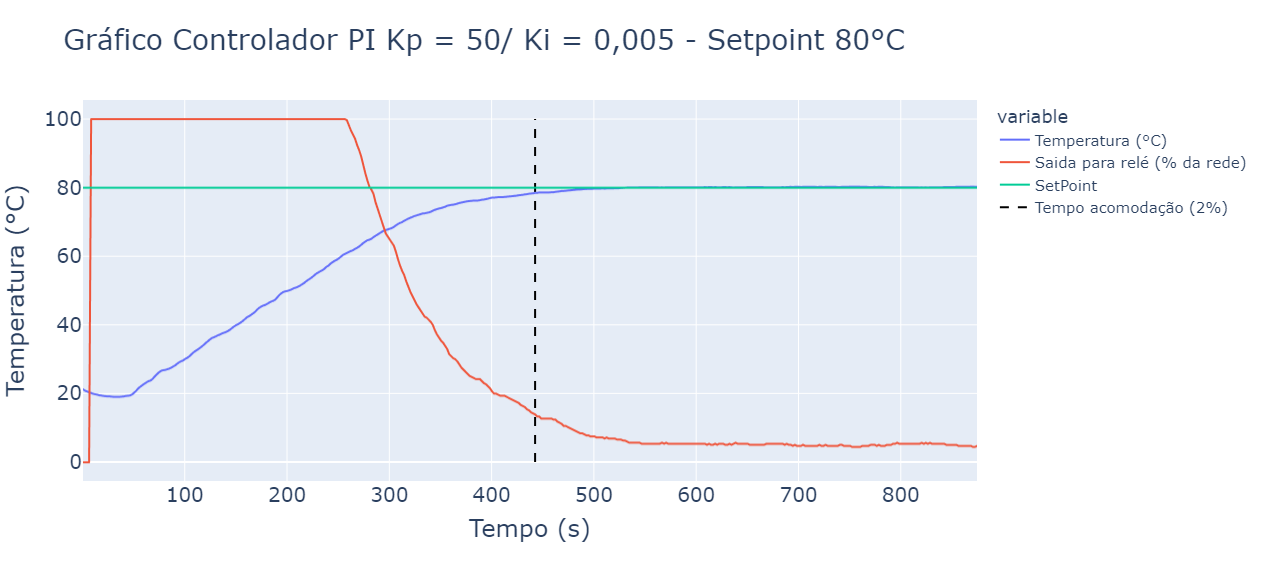 Gráfico Controlador PI Kp = 50/ Ki = 0,005 - Setpoint 80°C
variable
Temperatura (°C)
Saida para relé (% da rede)
SetPoint
Tempo acomodação (2%)
Temperatura (°C)
100
80
60
40
20
0
100 200 300 400 500 600 700 800
Tempo (s)